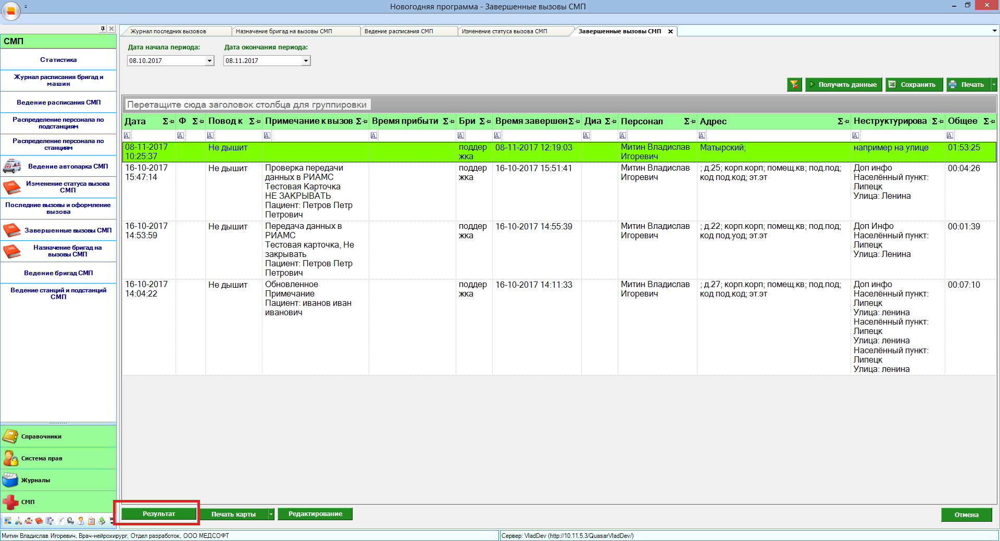 Новогодняя программа - Завершенные вызовы СМП
СМП
Статистика
Журнал расписания бригад и
машин
Ведение расписания СМП
Распределение персонала по
подстанциям
Распределение персонала по
станциям
Ведение автопарка СМП
Изменение статуса вызова
СМП
Последние вызовы и оформление
вызова
Завершенные вызовы СМП
Назначение бригад на
вызовы СМП
Ведение бригад СМП
Ведение станций и подстанций
СМП
Справочники
Система прав
Журналы
СМП
Журнал последних вызовов
Назначение бригад на вызовы СМП
Ведение расписания СМП
Изменение статуса вызова СМП
Завершенные вызовы СМП
Дата начала периода: Дата окончания периода:
08.10.2017 08.11.2017
Получить данные Сохранить Печать
Перетащите сюда заголовок столбца для группировки
Дата Ф Повод к Примечание к вызов Время прибыти Бри Время завершен Диа Персонал Адрес Неструктурирова Общее
08-11-2017
10:25:37
Не дышит
поддер
жка
08-11-2017 12:19:03
Митин Владислав
Игоревич
Матырский;
например на улице
01:53:25
16-10-2017
15:47:14
Не дышит
Проверка передачи
данных в РИАМС
Тестовая Карточка
НЕ ЗАКРЫВАТЬ
Пациент: Петров Петр
Петрович
поддер
жка
16-10-2017 15:51:41
Митин Владислав
Игоревич
; д.25; корп.корп; помещ.кв; под.под;
код под.код; эт.эт
Доп инфо
Населённый пункт:
Липецк
Улица: Ленина
00:04:26
16-10-2017
14:53:59
Не дышит
Передача данных в
РИАМС
Тестовая карточка, Не
закрывать
Пациент: Петров Петр
Петрович
поддер
жка
16-10-2017 14:55:39
Митин Владислав
Игоревич
; д.22; корп.корп; помещ.кв; под.под;
код под.уод; эт.эт
Доп Инфо
Населённый пункт:
Липецк
Улица: Ленина
00:01:39
16-10-2017
14:04:22
Не дышит
Обновленное
Примечание
Пациент: иванов иван
иванович
поддер
жка
16-10-2017 14:11:33
Митин Владислав
Игоревич
; д.27; корп.корп; помещ.кв; под.под;
код под.код; эт.эт
Доп инфо
Населённый пункт:
Липецк
Улица: ленина
Населённый пункт:
Липецк
Улица: ленина
Населённый пункт:
Липецк
Улица: ленина
00:07:10
Результат Печать карты Редактирование Отмена
Митин Владислав Игоревич, Врач-нейрохирург, Отдел разработок, ООО МЕДСОФТ
Сервер: VladDev (http://10.11.5.3/QuasarVladDev/)